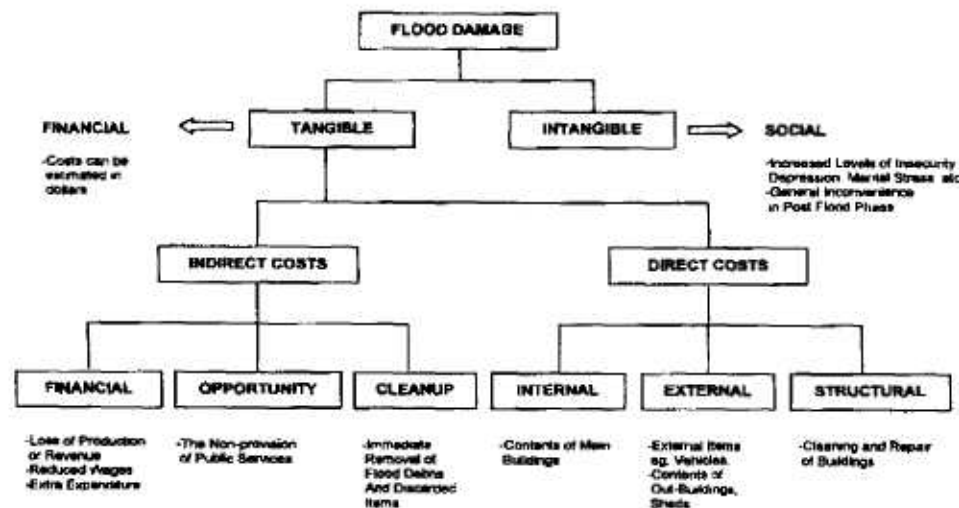 FLOOD DAMAGE
FINANCIAL
TANGIBLE
INTANGIBLE
SOCIAL
-Costs can be
estimated in
dollars
-Increased Levels of Insecurity
Depression, Mental Stress, etc
-General Inconvenience
in Post Flood Phase
INDIRECT COSTS
DIRECT COSTS
FINANCIAL
OPPORTUNITY
CLEANUP
INTERNAL
EXTERNAL
STRUCTURAL
-Loss of Production
or Revenue
-Reduced Wages
-Extra Expenditure
-The Non-provision
of Public Services
-Immediate
Removal of
Flood Debris
And Discarded
Items
-Contents of Main
Buildings
-External Items
eg. Vehicles,
-Contents of
Out-Buildings,
Sheds
-Cleaning and Repair
of Buildings